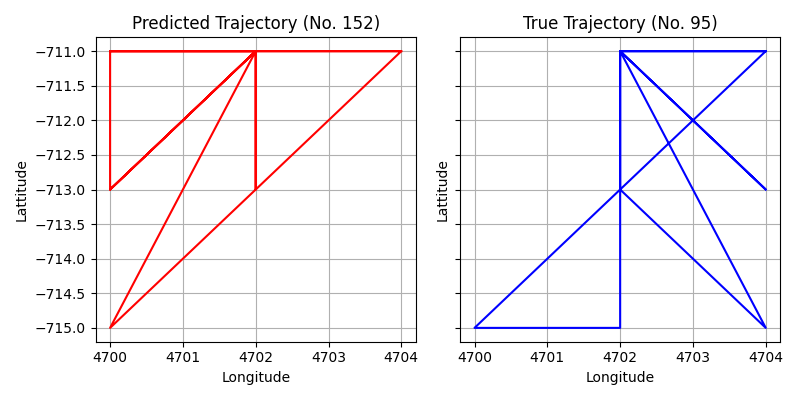 Predicted Trajectory (No. 152)
True Trajectory (No. 95)
Lattitude
−711.0
−711.5
−712.0
−712.5
−713.0
−713.5
−714.0
−714.5
−715.0
4700 4701 4702 4703 4704
Longitude
Lattitude
4700 4701 4702 4703 4704
Longitude